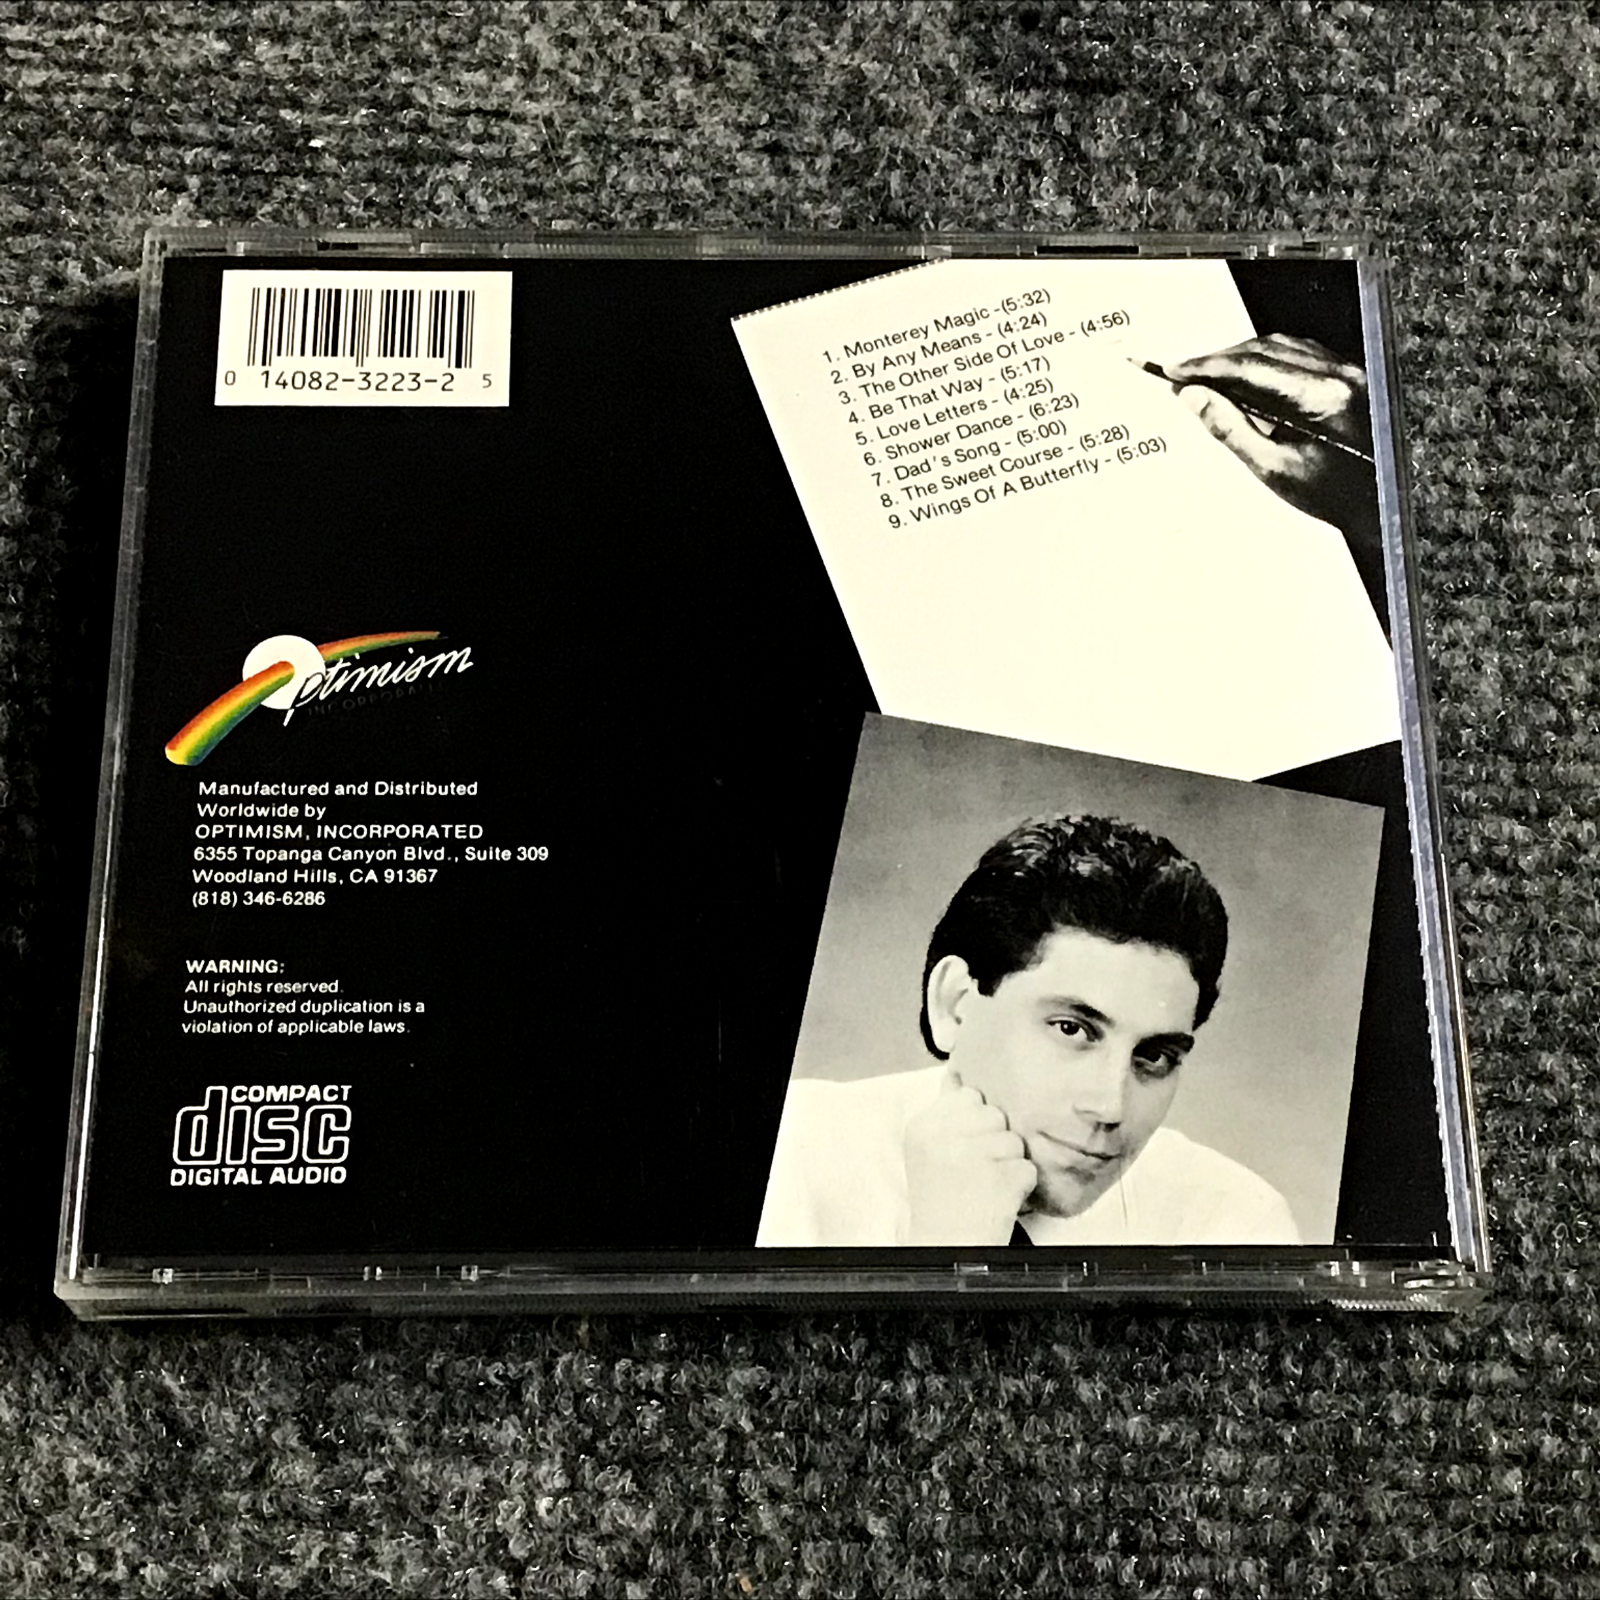 0 14082-3223-2 5
1. Monterey Magic -(5:32)
2. By Any Means - (4:24)
3. The Other Side Of Love - (4:56)
4. Be That Way - (5:17)
5. Love Letters - (4:25)
6. Shower Dance - (6:23)
7. Dad's Song - (5:00)
8. The Sweet Course - (5:28)
9. Wings Of A Butterfly - (5:03)
Optimism
INCORPORATED
Manufactured and Distributed
Worldwide by
OPTIMISM, INCORPORATED
6355 Topanga Canyon Blvd., Suite 309
Woodland Hills, CA 91367
(818) 346-6286
WARNING:
All rights reserved.
Unauthorized duplication is a
violation of applicable laws.
COMPACT
disc
DIGITAL AUDIO